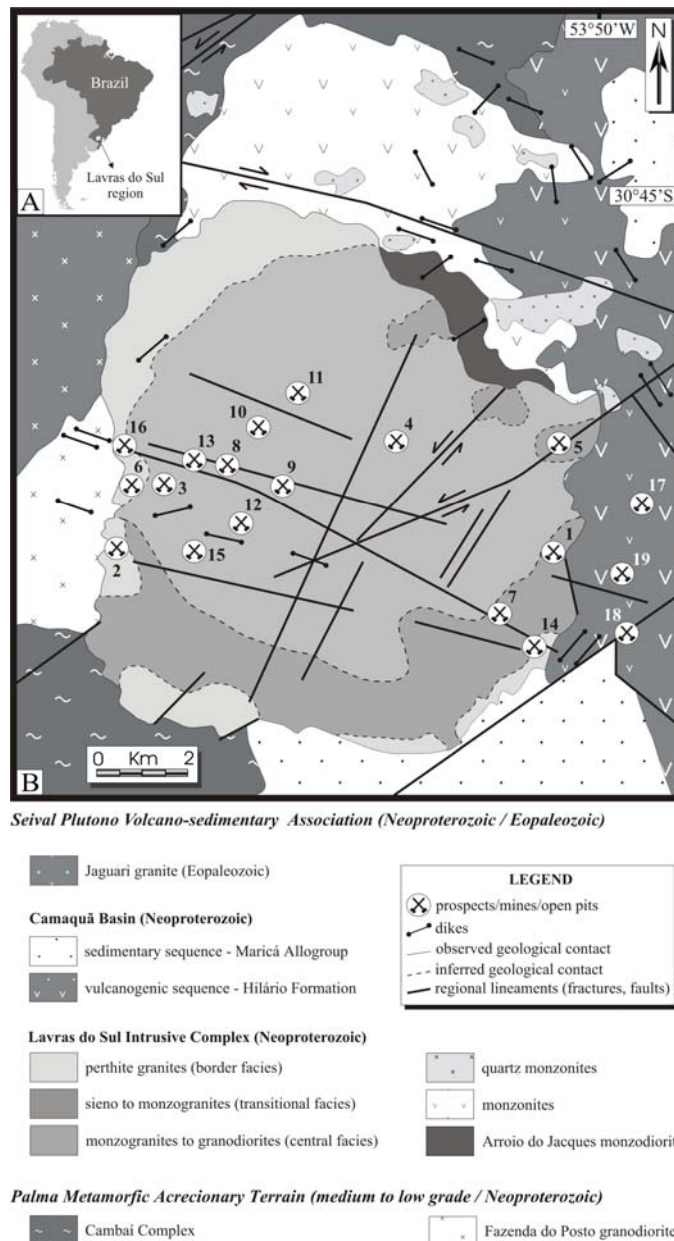 53°50'W
N
Brazil
Lavras do Sul
region
A
30°45'S
11
10
4
16
13
8
5
6
3
9
17
12
1
2
15
19
7
14
18
0 Km 2
B
Seival Plutono Volcano-sedimentary Association (Neoproterozoic / Eopaleozoic)
Jaguari granite (Eopaleozoic)
Camaquã Basin (Neoproterozoic)
sedimentary sequence - Maricá Allogroup
vulcanogenic sequence - Hilário Formation
LEGEND
prospects/mines/open pits
dikes
observed geological contact
inferred geological contact
regional lineaments (fractures, faults)
Lavras do Sul Intrusive Complex (Neoproterozoic)
perthite granites (border facies)
sieno to monzogranites (transitional facies)
monzogranites to granodiorites (central facies)
quartz monzonites
monzonites
Arroio do Jacques monzodiorit
Palma Metamorfic Acrecionary Terrain (medium to low grade / Neoproterozoic)
Cambaí Complex
Fazenda do Posto granodiorite